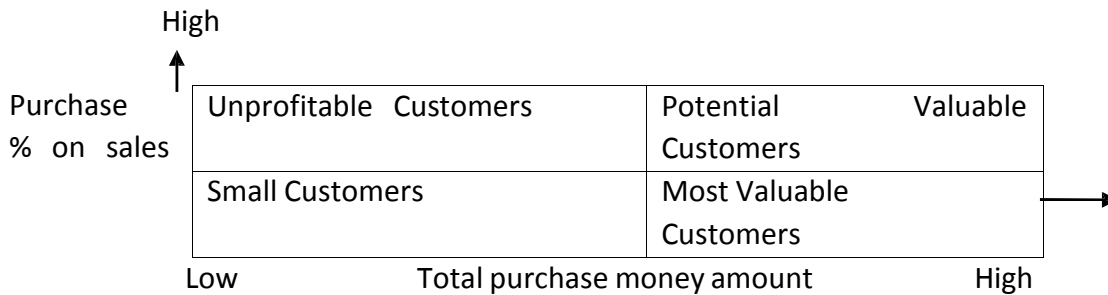 High
Purchase
% on sales
Unprofitable Customers
Potential Valuable
Customers
Small Customers
Most Valuable
Customers
Low Total purchase money amount High